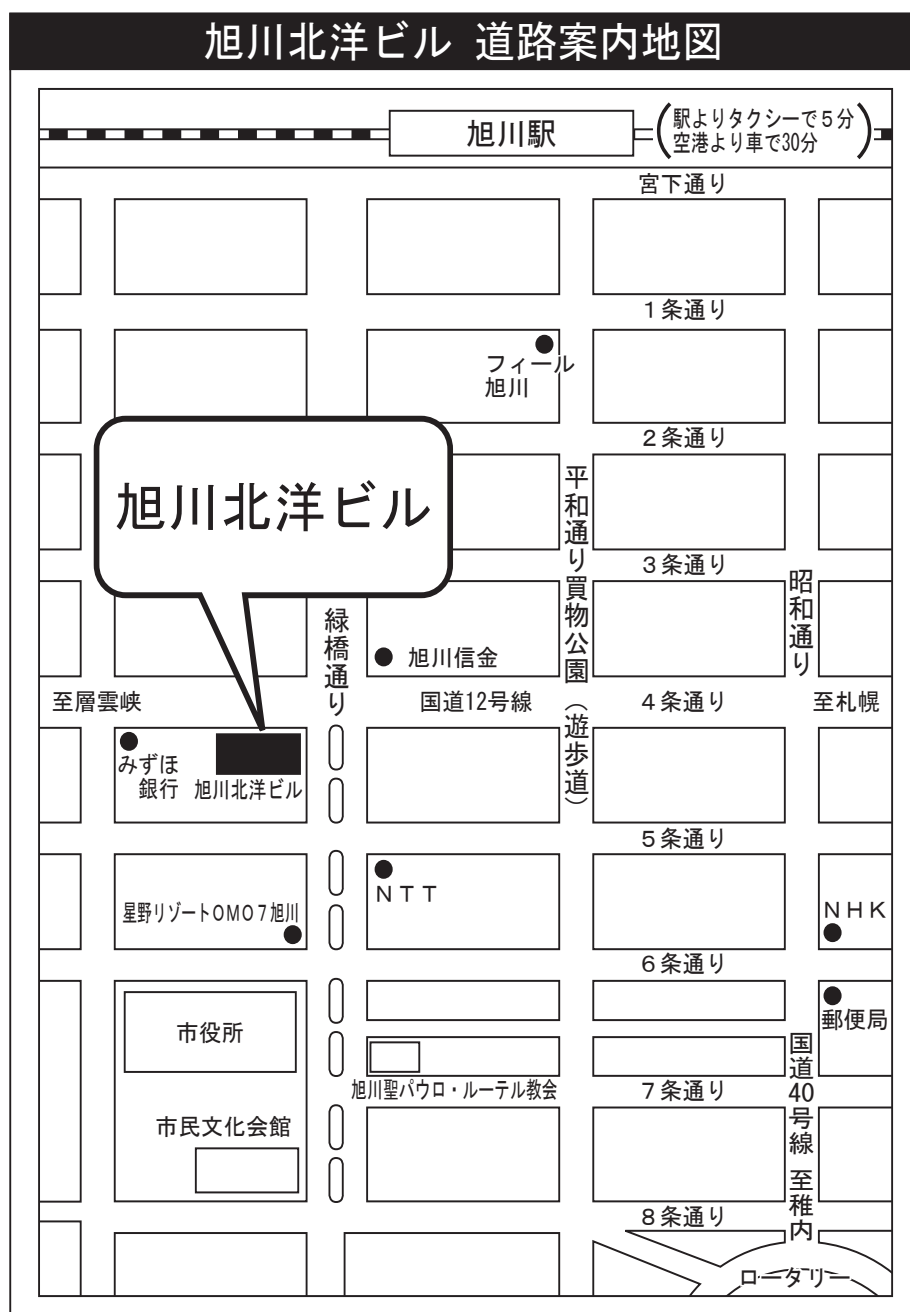 旭川北洋ビル 道路案内地図
旭川駅
(駅よりタクシーで5分
空港より車で30分)
宮下通り
1条通り
フィール
旭川
2条通り
旭川北洋ビル
平和通り買物公園(遊歩道)
3条通り
昭和通り
緑橋通り
旭川信金
至層雲峡
国道12号線
4条通り
至札幌
みずほ
銀行
旭川北洋ビル
5条通り
NTT
星野リゾートOMO7旭川
NHK
6条通り
郵便局
市役所
国道40号線 至稚内
旭川聖パウロ・ルーテル教会
7条通り
市民文化会館
8条通り
ロータリー